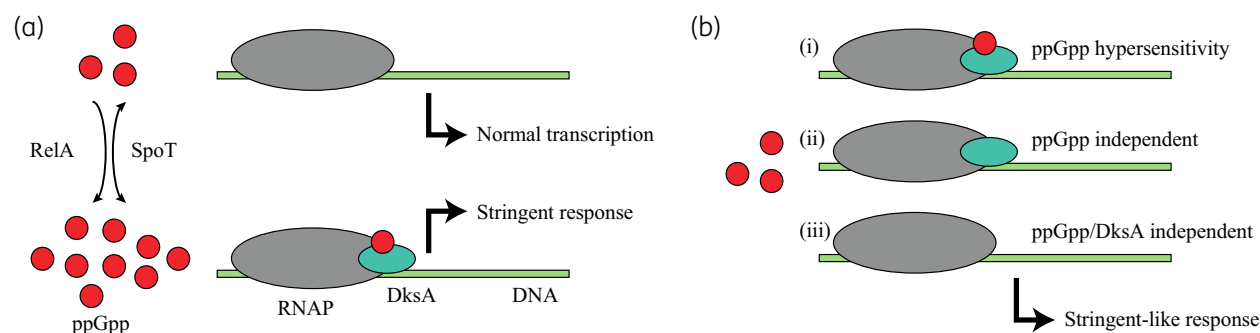 (a)
RelA
SpoT
ppGpp
Normal transcription
Stringent response
RNAP
DksA
DNA
(b)
(i)
ppGpp hypersensitivity
(ii)
ppGpp independent
(iii)
ppGpp/DksA independent
Stringent-like response